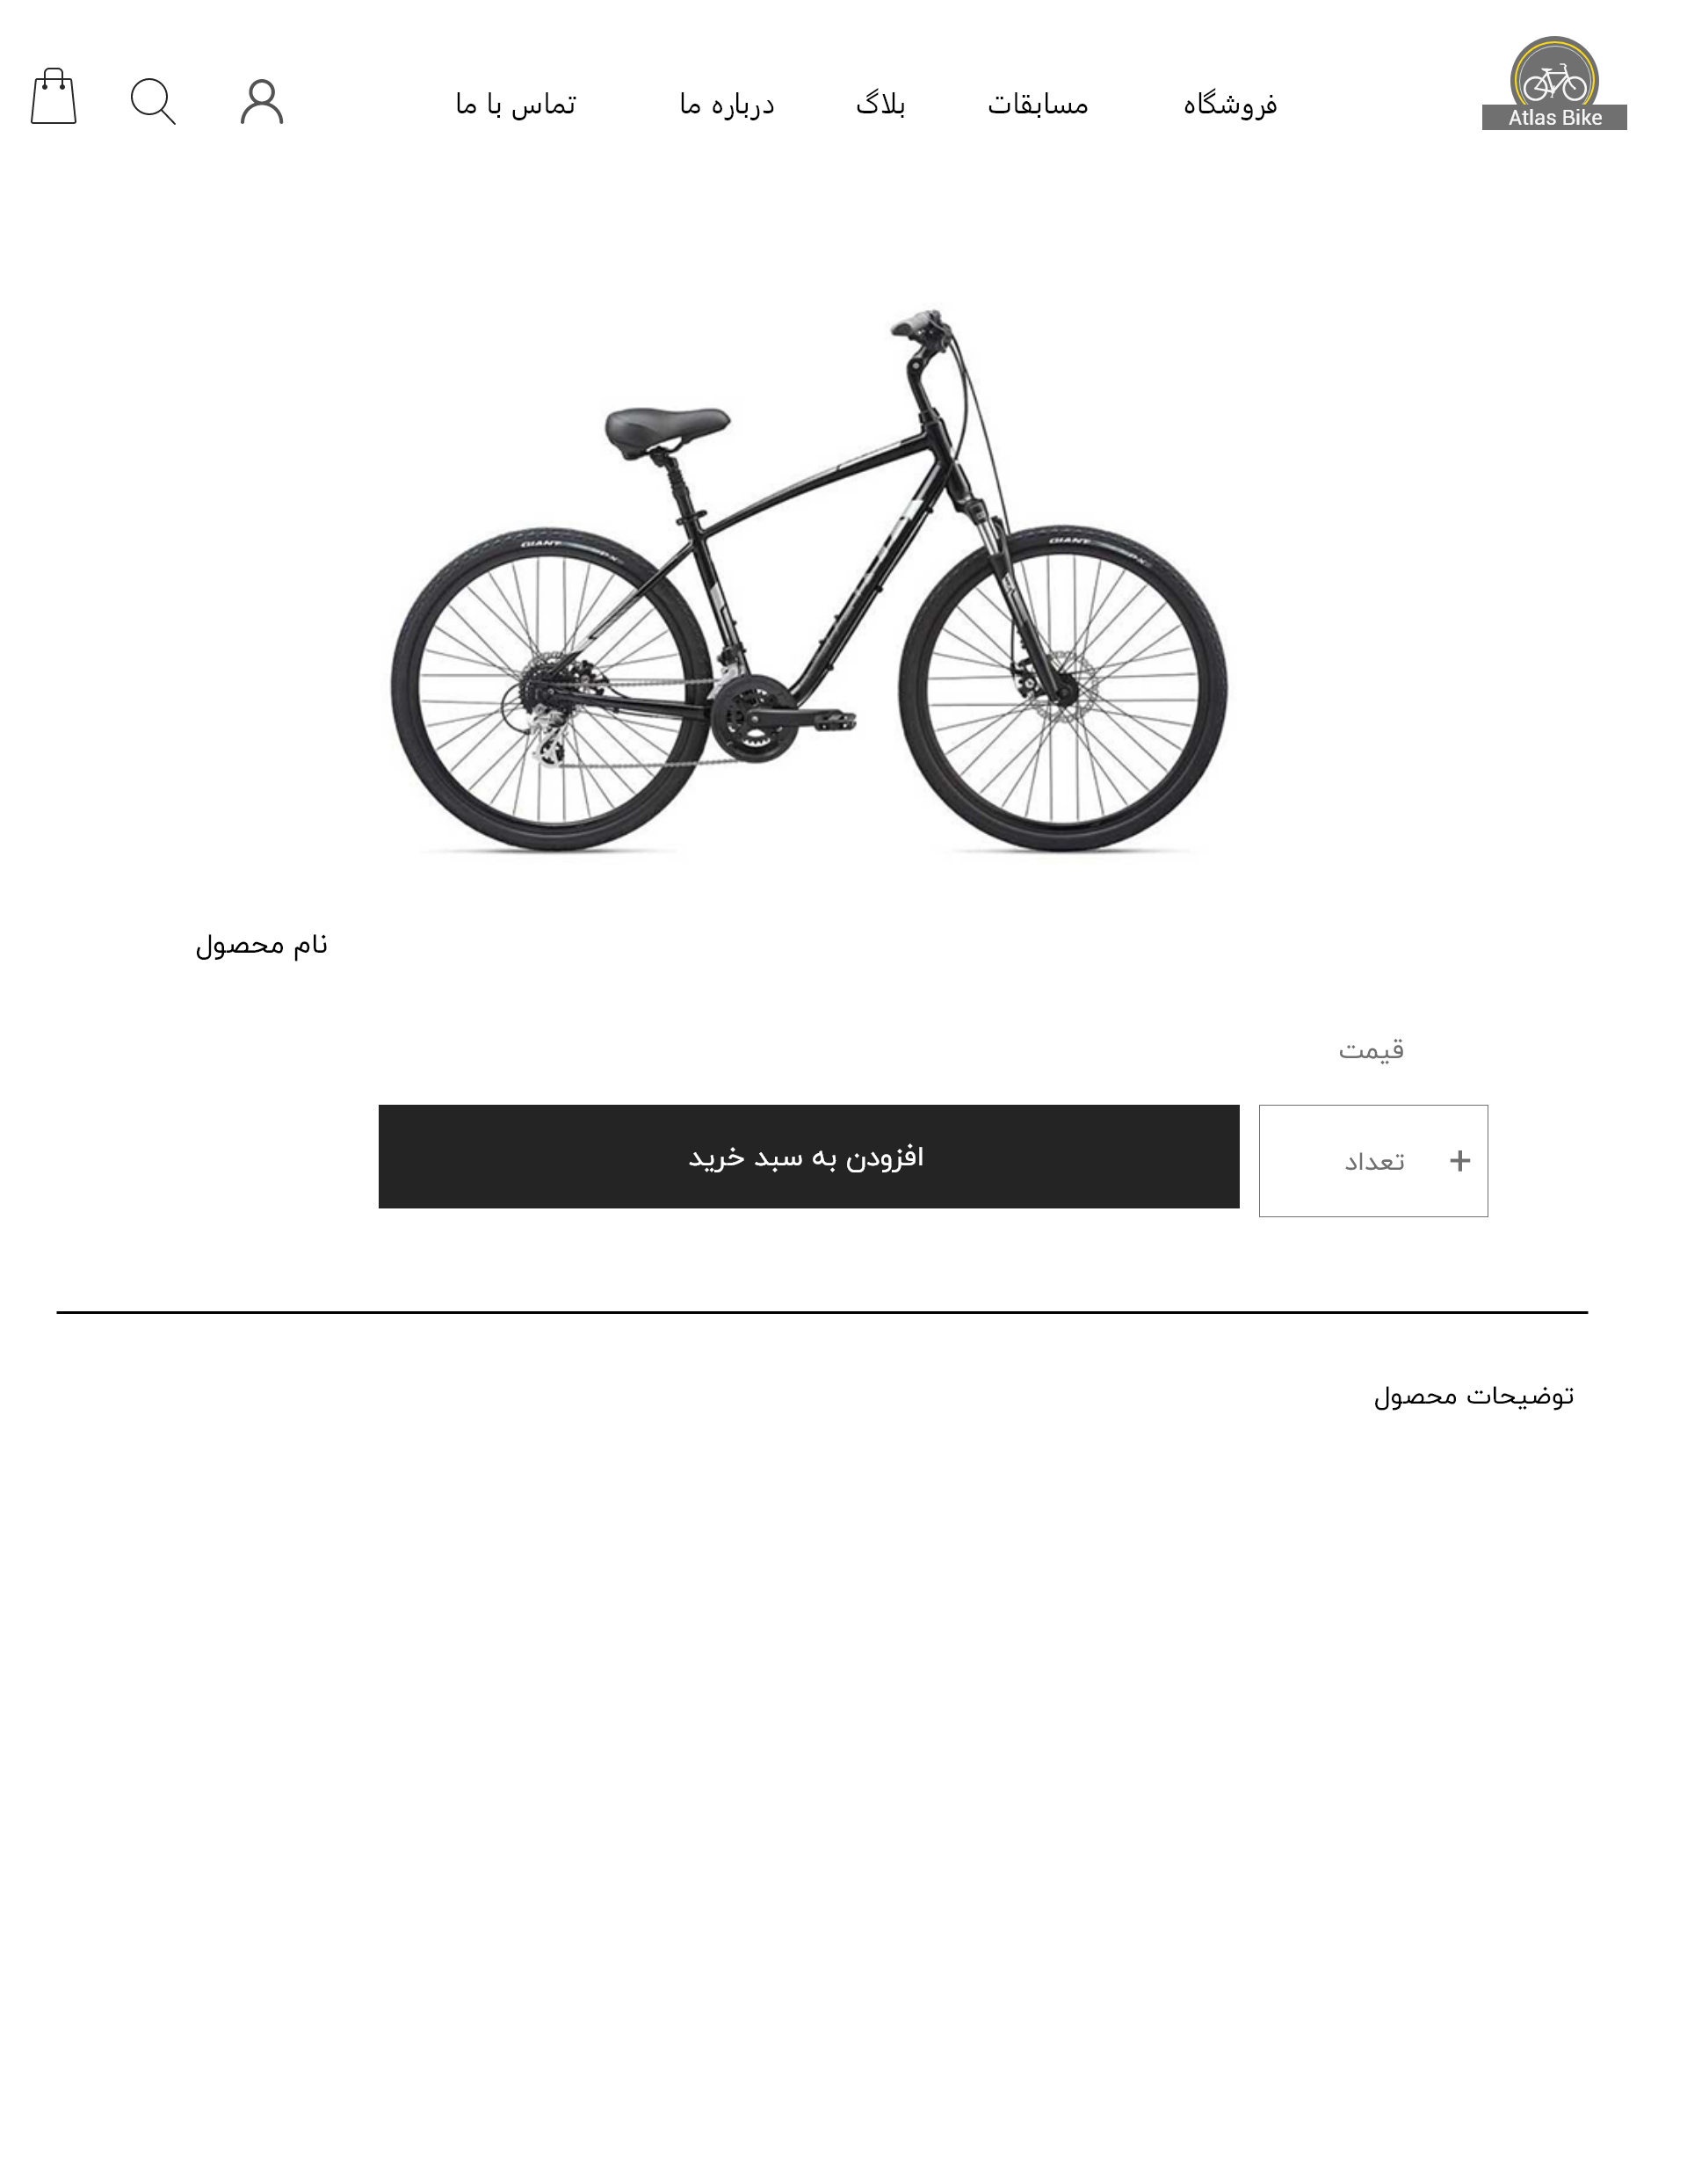 Atlas Bike
فروشگاه
مسابقات
بلاگ
درباره ما
تماس با ما
GIANT
GIANT
نام محصول
قیمت
+ تعداد
افزودن به سبد خرید
توضیحات محصول